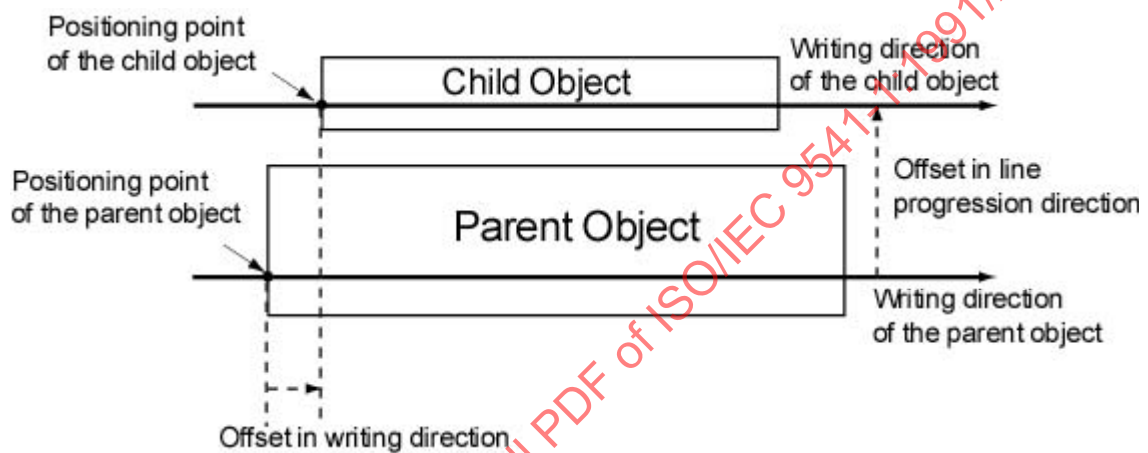 Positioning point
of the child object
Child Object
Writing direction
of the child object
Positioning point
of the parent object
Parent Object
Offset in line
progression direction
Writing direction
of the parent object
Offset in writing direction
PDF of ISO/IEC 9541-1:1991/